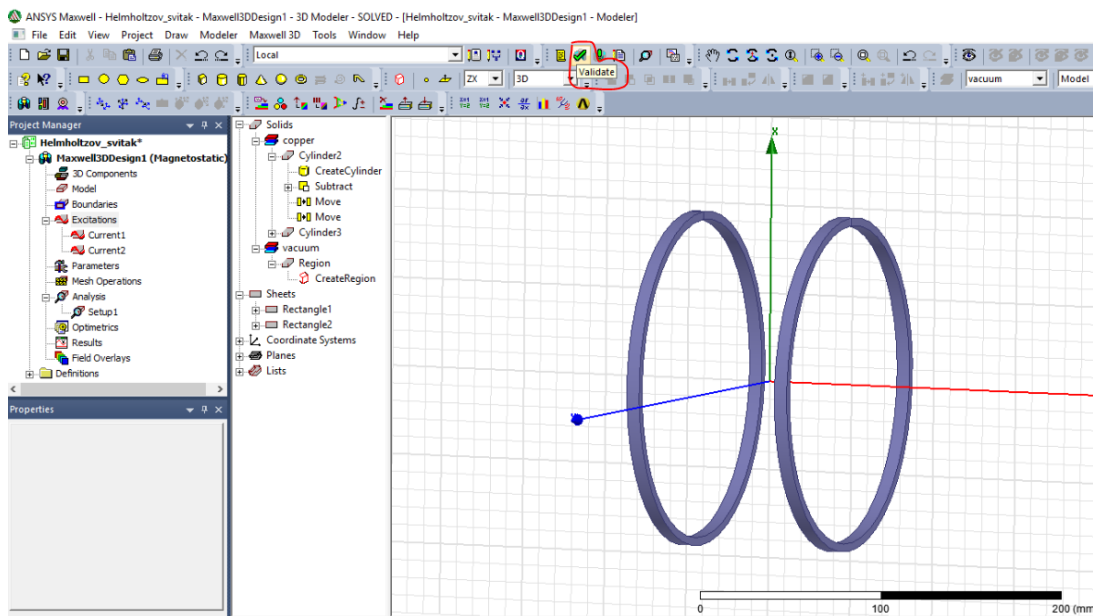 ANSYS Maxwell - Helmholtzov_svitak - Maxwell3DDesign1 - 3D Modeler - SOLVED - [Helmholtzov_svitak - Maxwell3DDesign1 - Modeler]
File Edit View Project Draw Modeler Maxwell 3D Tools Window Help
Local
ZX 3D Validate vacuum Model
Project Manager
Helmholtzov_svitak*
Maxwell3DDesign1 (Magnetostatic)
3D Components
Model
Boundaries
Excitations
Current1
Current2
Parameters
Mesh Operations
Analysis
Setup1
Optimetrics
Results
Field Overlays
Definitions
Properties
Solids
copper
Cylinder2
CreateCylinder
Subtract
Move
Move
Cylinder3
vacuum
Region
CreateRegion
Sheets
Rectangle1
Rectangle2
Coordinate Systems
Planes
Lists
X
0 100 200 (mm